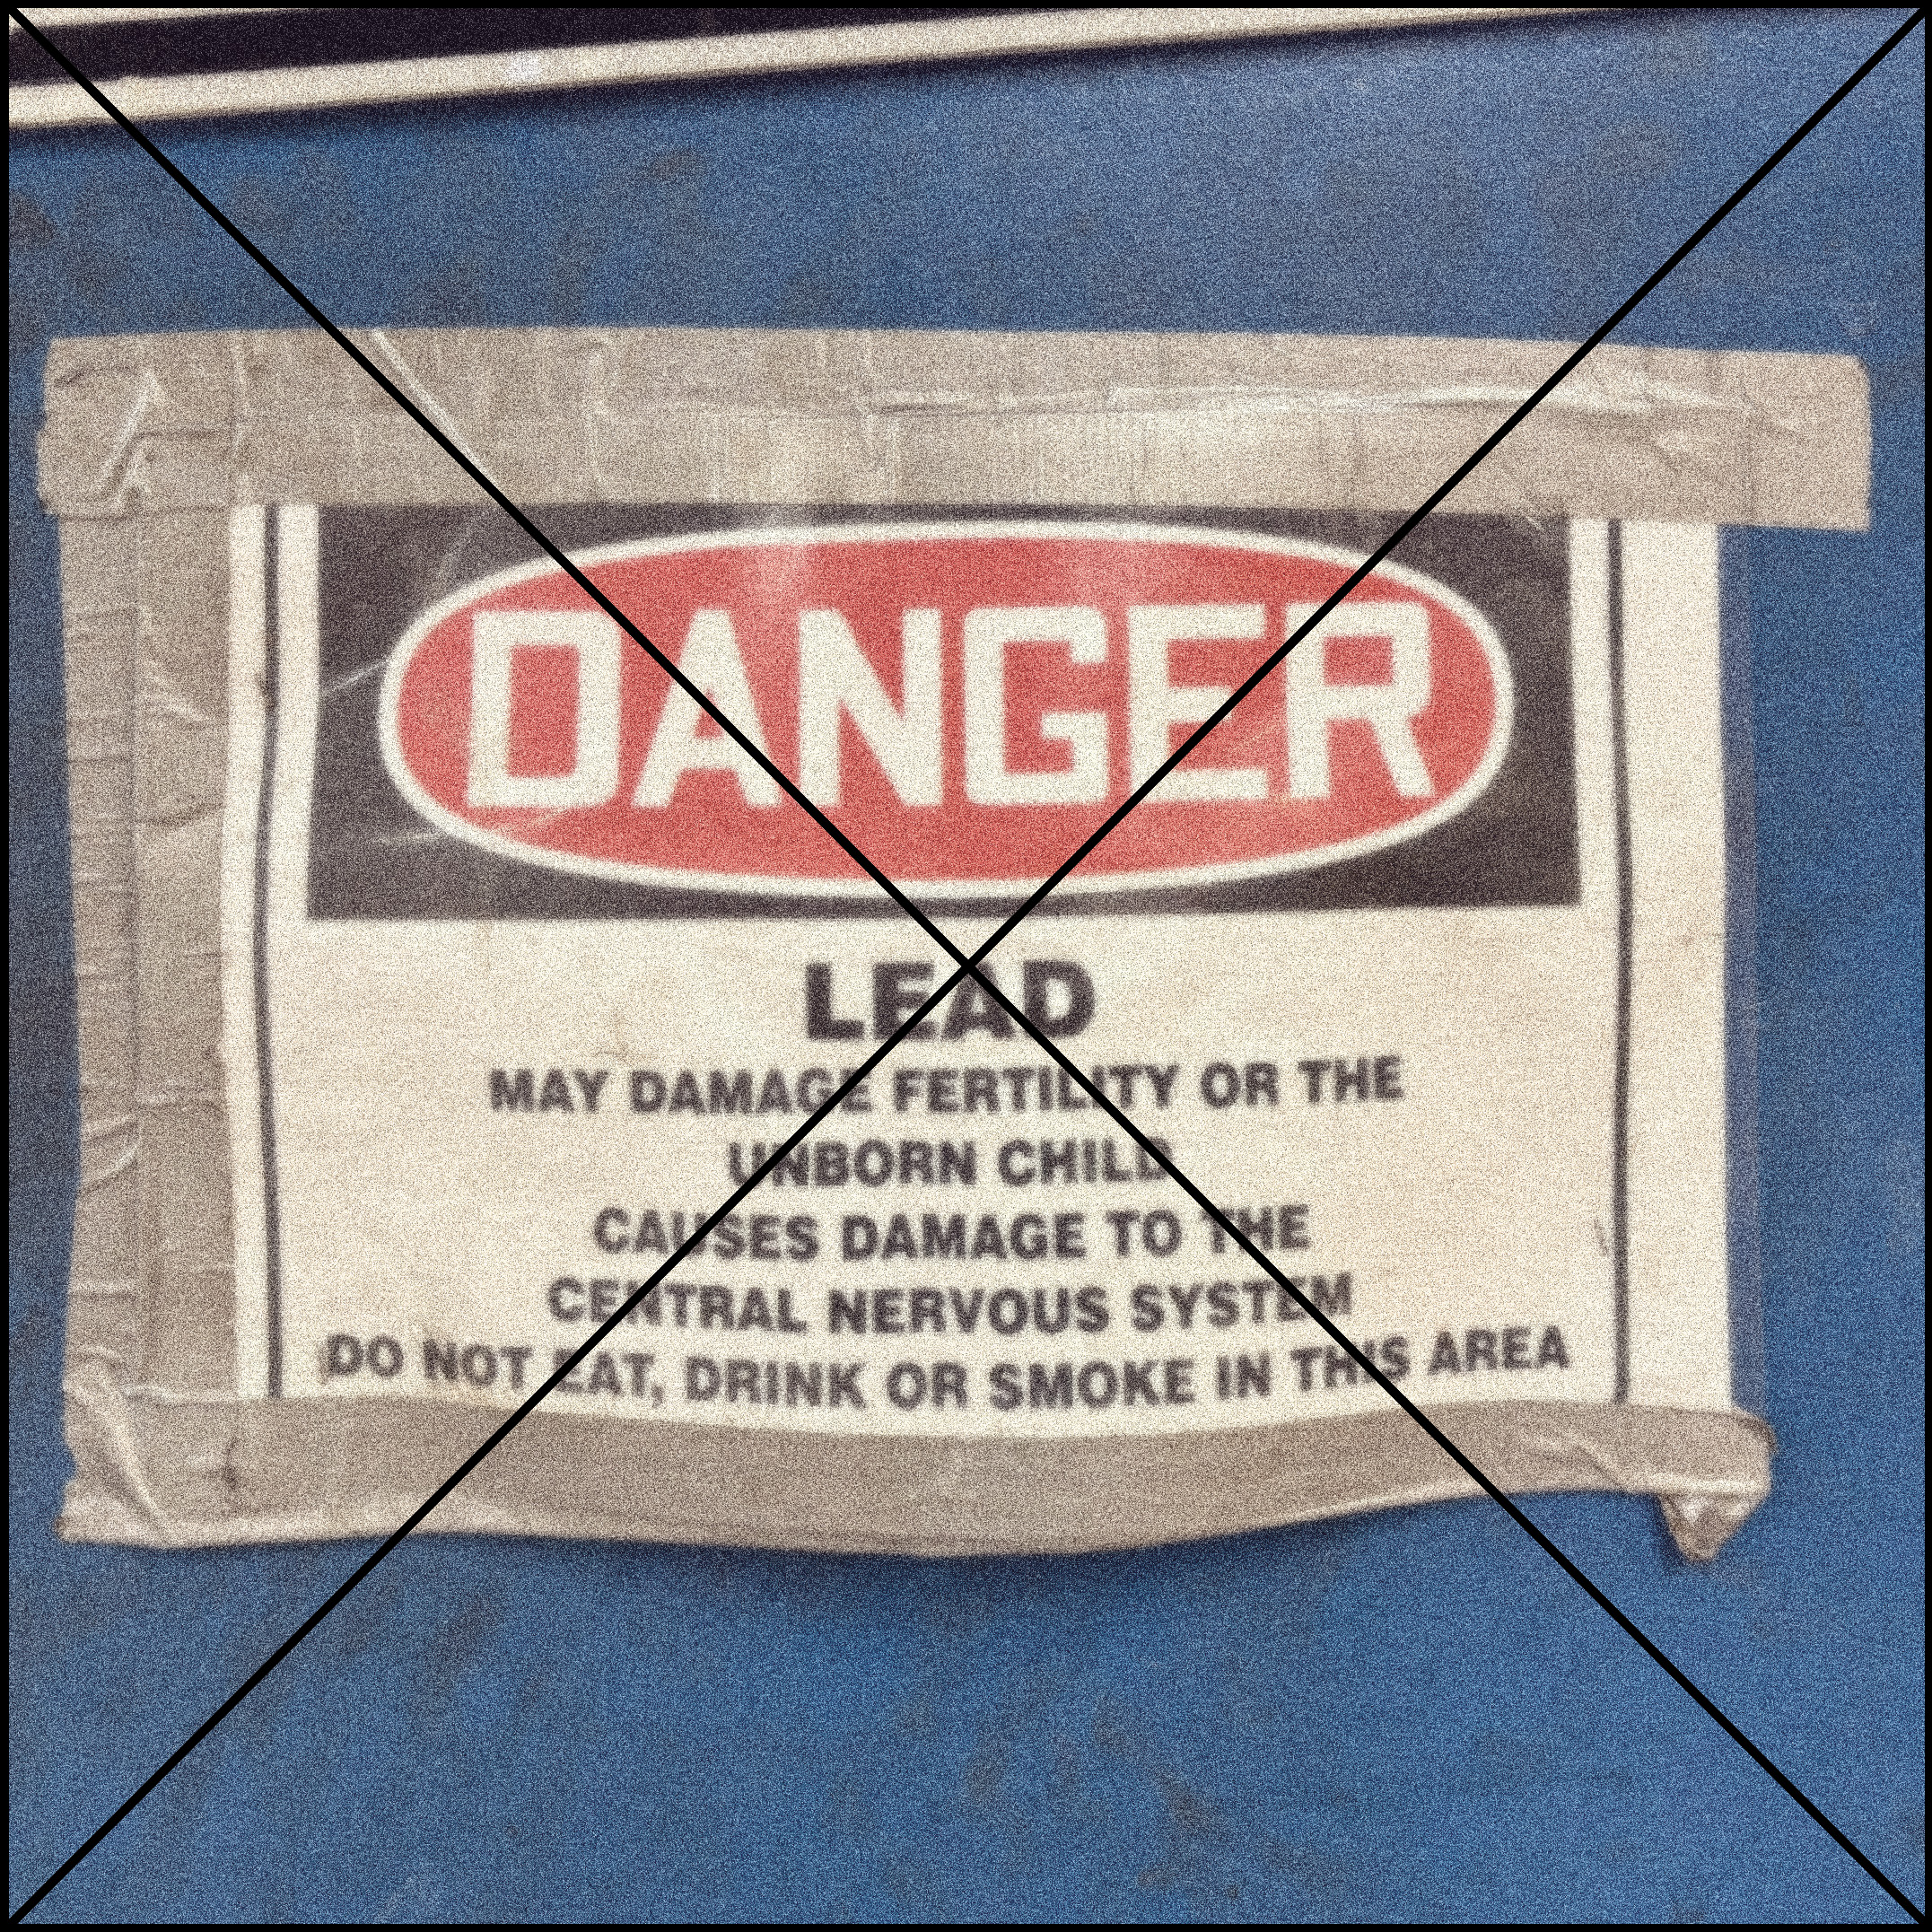 DANGER
LEAD
MAY DAMAGE FERTILITY OR THE
UNBORN CHILD
CAUSES DAMAGE TO THE
CENTRAL NERVOUS SYSTEM
DO NOT EAT, DRINK OR SMOKE IN THIS AREA